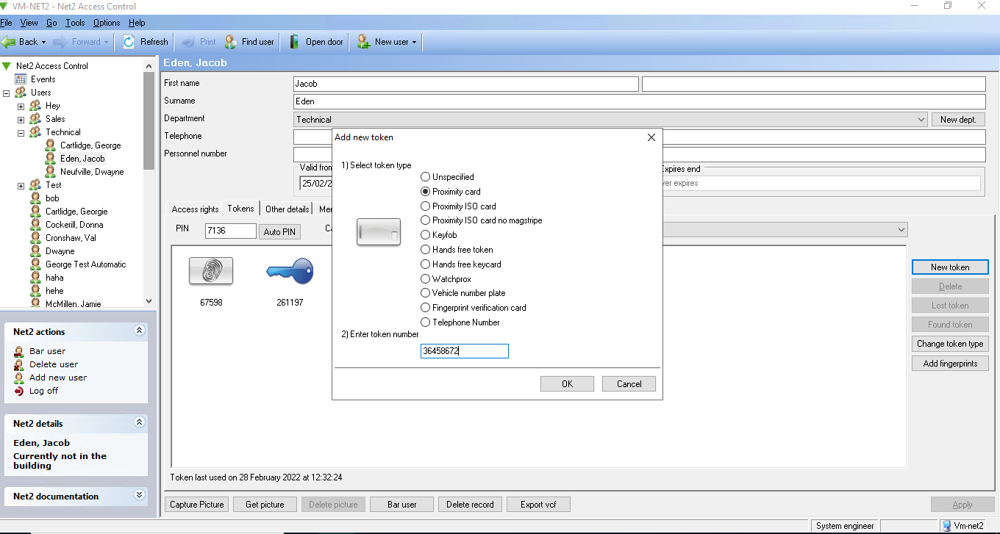 VM-NET2 - Net2 Access Control
File View Go Tools Options Help
Back Forward Refresh Print Find user Open door New user
Net2 Access Control
Events
Users
Hey
Sales
Technical
Cartlidge, George
Eden, Jacob
Neufville, Dwayne
Test
bob
Cartlidge, Georgie
Cockerill, Donna
Cronshaw, Val
Dwayne
George Test Automatic
haha
hehe
McMillen, Jamie
Net2 actions
Bar user
Delete user
Add new user
Log off
Net2 details
Eden, Jacob
Currently not in the
building
Net2 documentation
Eden, Jacob
First name Jacob
Surname Eden
Department Technical New dept.
Telephone
Personnel number
Valid from Expires end
25/02/2 ver expires
Access rights Tokens Other details Mem
PIN 7136 Auto PIN Ca
67598 261197
New token
Delete
Lost token
Found token
Change token type
Add fingerprints
Token last used on 28 February 2022 at 12:32:24
Capture Picture Get picture Delete picture Bar user Delete record Export vcf Apply
System engineer Vm-net2
Add new token
1) Select token type
Unspecified
Proximity card
Proximity ISO card
Proximity ISO card no magstripe
Keyfob
Hands free token
Hands free keycard
Watchprox
Vehicle number plate
Fingerprint verification card
Telephone Number
2) Enter token number
36458672
OK Cancel